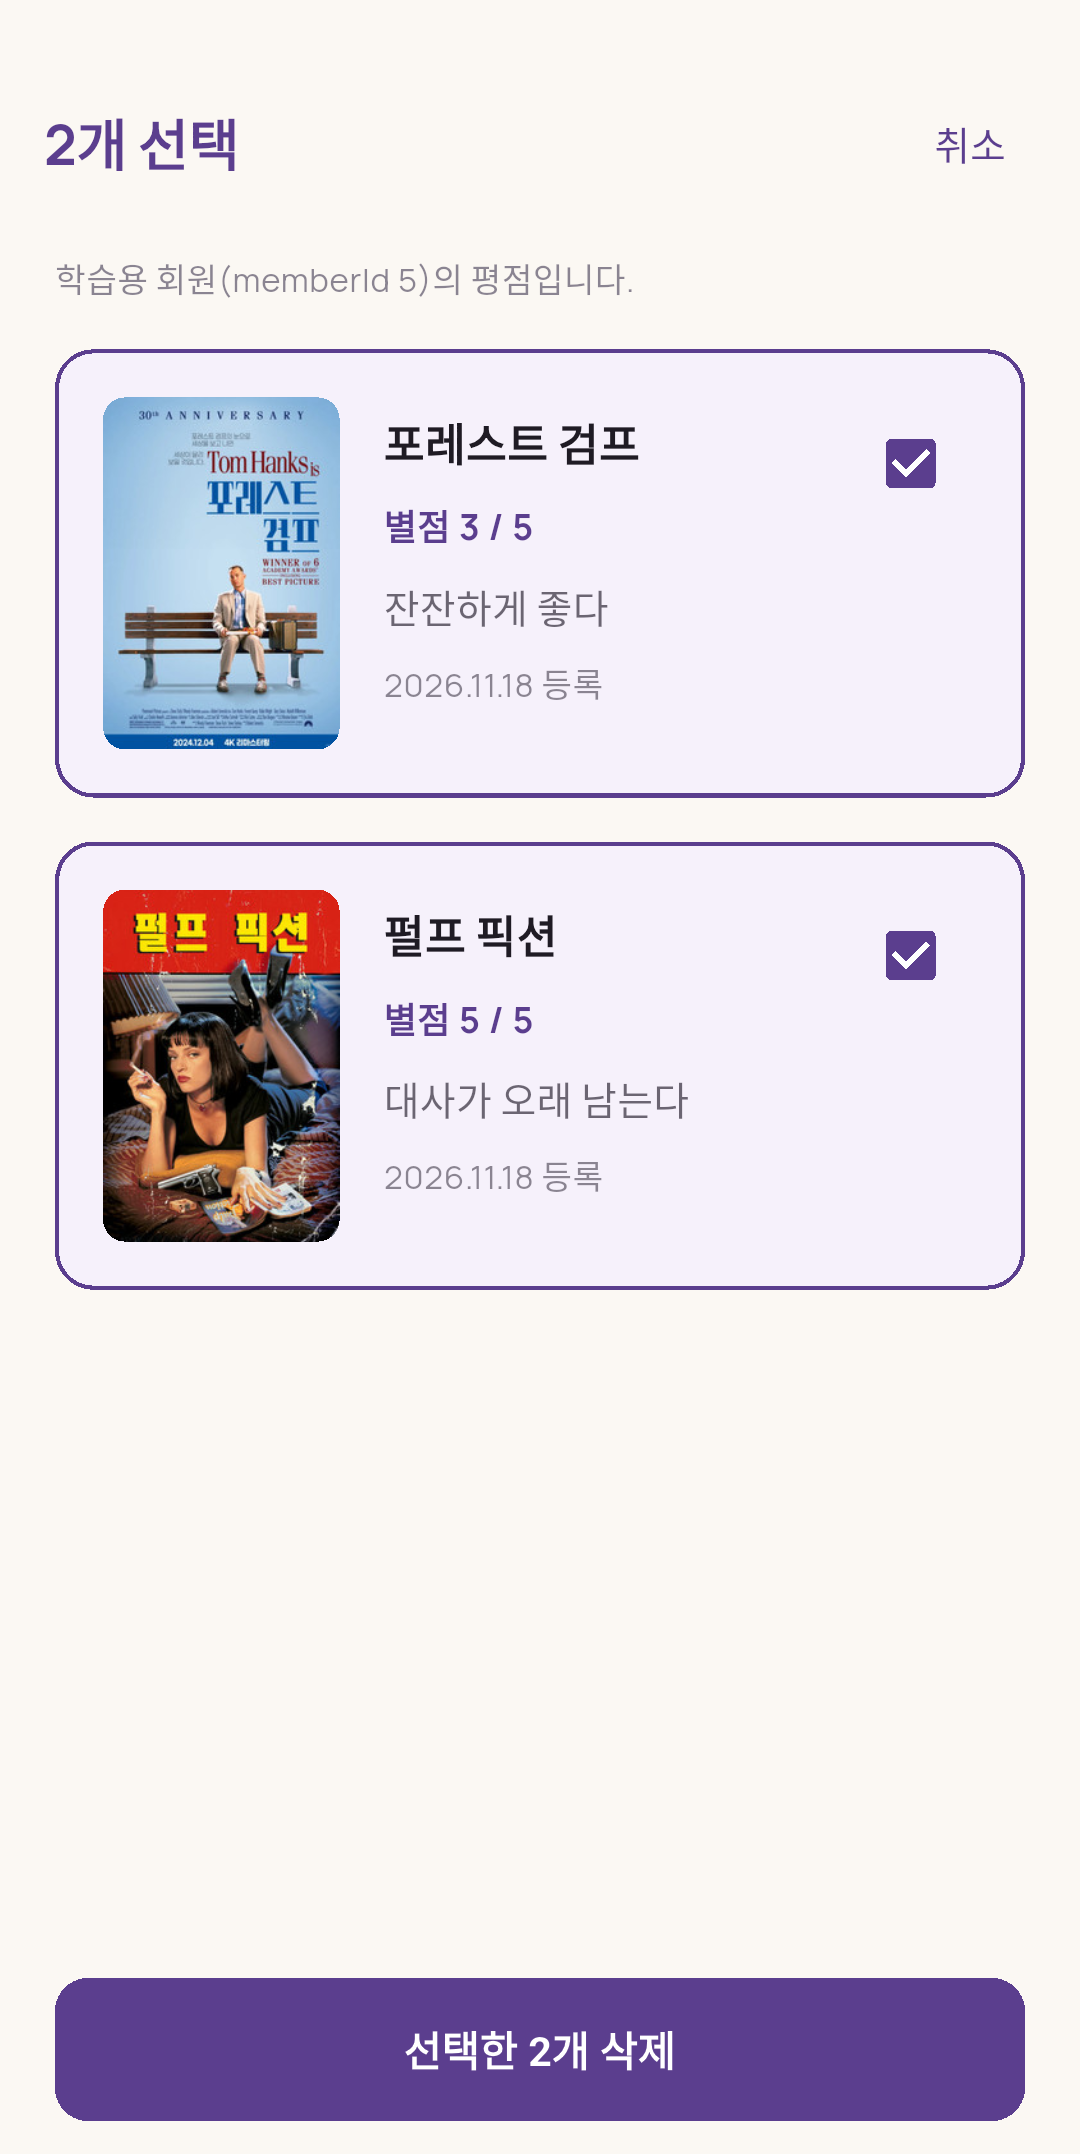 2개 선택
취소
학습용 회원(memberId 5)의 평점입니다.
30th ANNIVERSARY
Tom Hanks is
포레스트
검프
WINNER OF 6
ACADEMY AWARDS
BEST PICTURE
2024.12.04 4K 리마스터링
포레스트 검프
별점 3 / 5
잔잔하게 좋다
2026.11.18 등록
펄프 픽션
펄프 픽션
별점 5 / 5
대사가 오래 남는다
2026.11.18 등록
선택한 2개 삭제